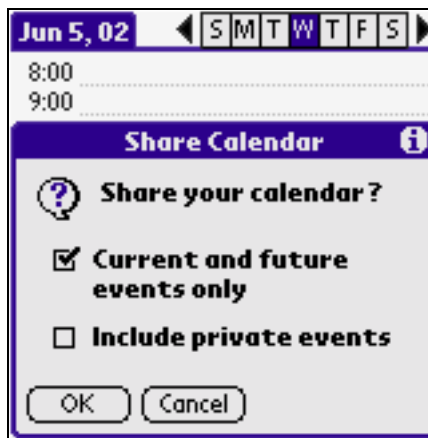 Jun 5, 02 S M T W T F S
8:00
9:00
Share Calendar i
Share your calendar?
Current and future
events only
Include private events
OK Cancel